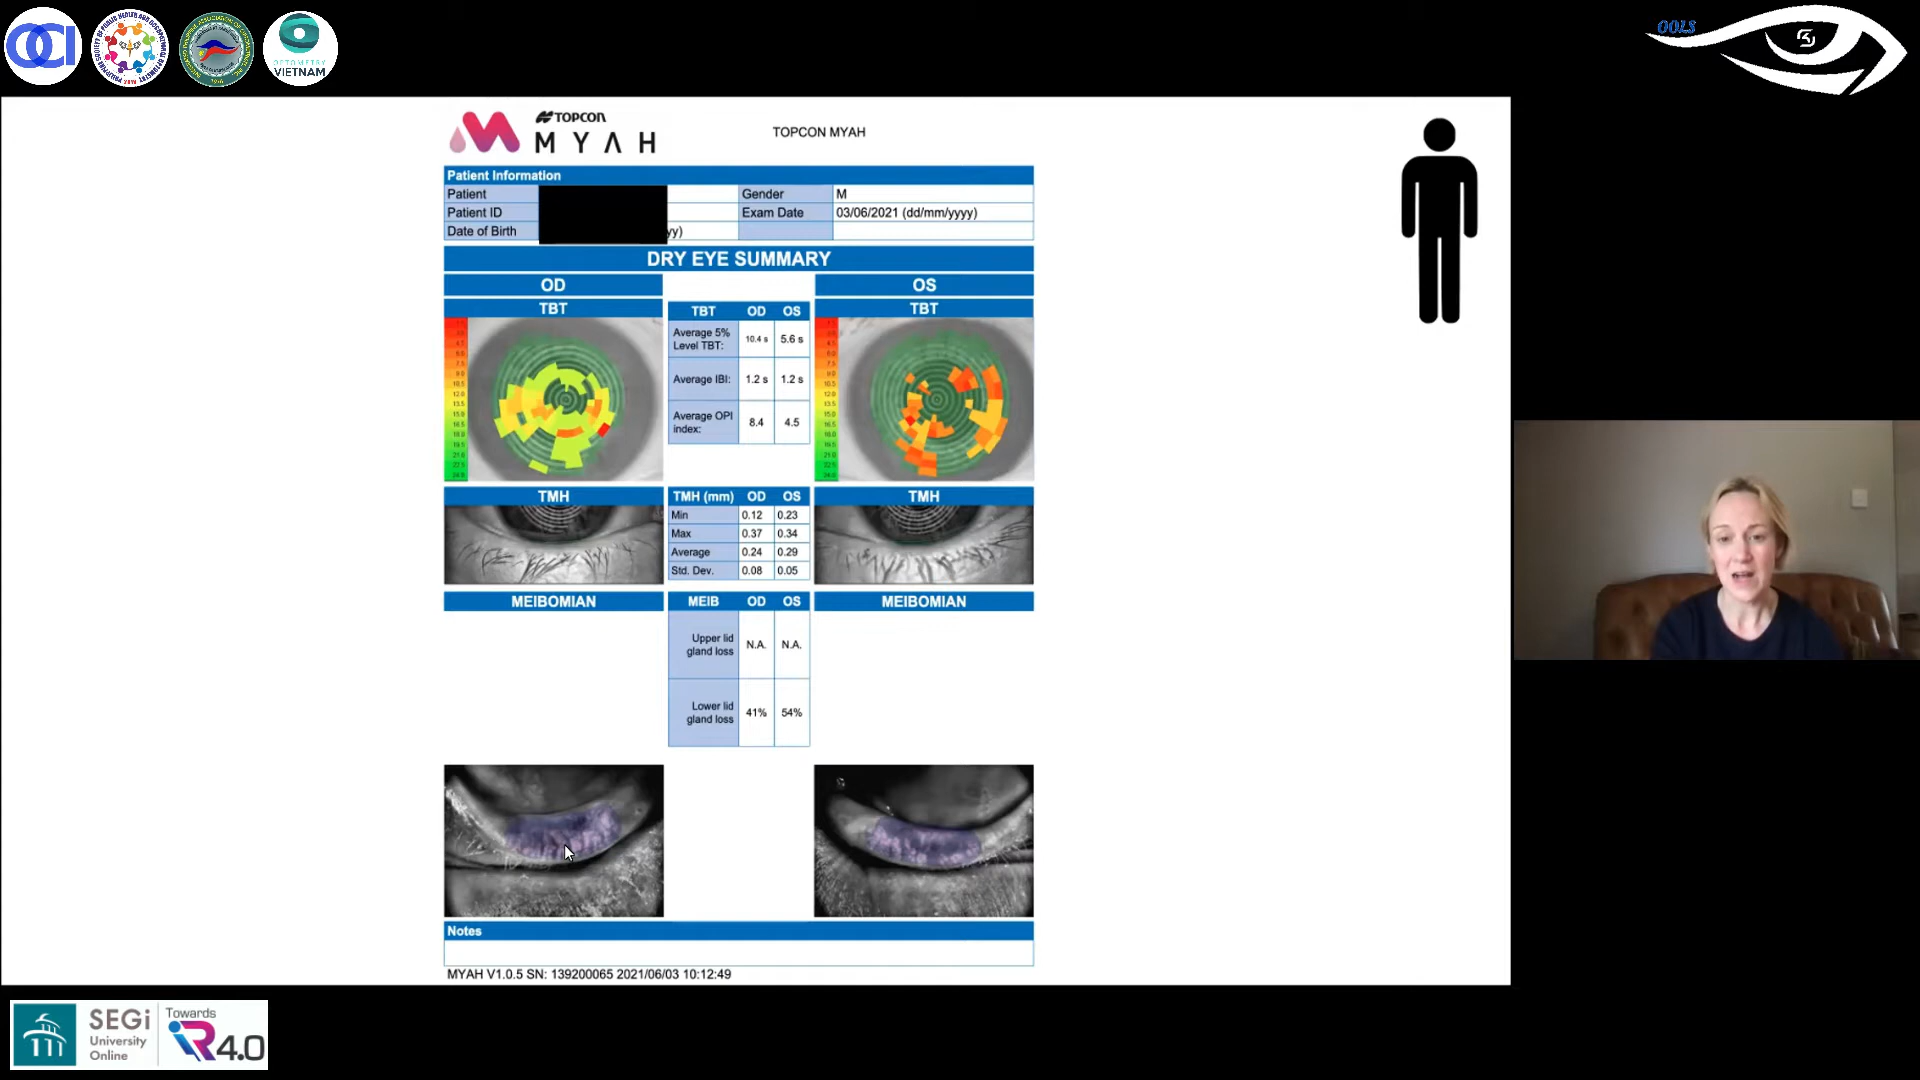 OCI
OPTOMETRY
VIETNAM
OOLS
TOPCON
MYAH
TOPCON MYAH
Patient Information
Patient
Gender M
Patient ID
Exam Date 03/06/2021 (dd/mm/yyyy)
Date of Birth yy)
DRY EYE SUMMARY
OD
OS
TBT
TBT OD OS
TBT
Average 5% Level TBT: 10.4 s 5.6 s
Average IBI: 1.2 s 1.2 s
Average OPI index: 8.4 4.5
TMH
TMH (mm) OD OS
TMH
Min 0.12 0.23
Max 0.37 0.34
Average 0.24 0.29
Std. Dev. 0.08 0.05
MEIBOMIAN
MEIB OD OS
MEIBOMIAN
Upper lid gland loss N.A. N.A.
Lower lid gland loss 41% 54%
Notes
MYAH V1.0.5 SN: 139200065 2021/06/03 10:12:49
SEGi
University
Online
Towards
iR4.0